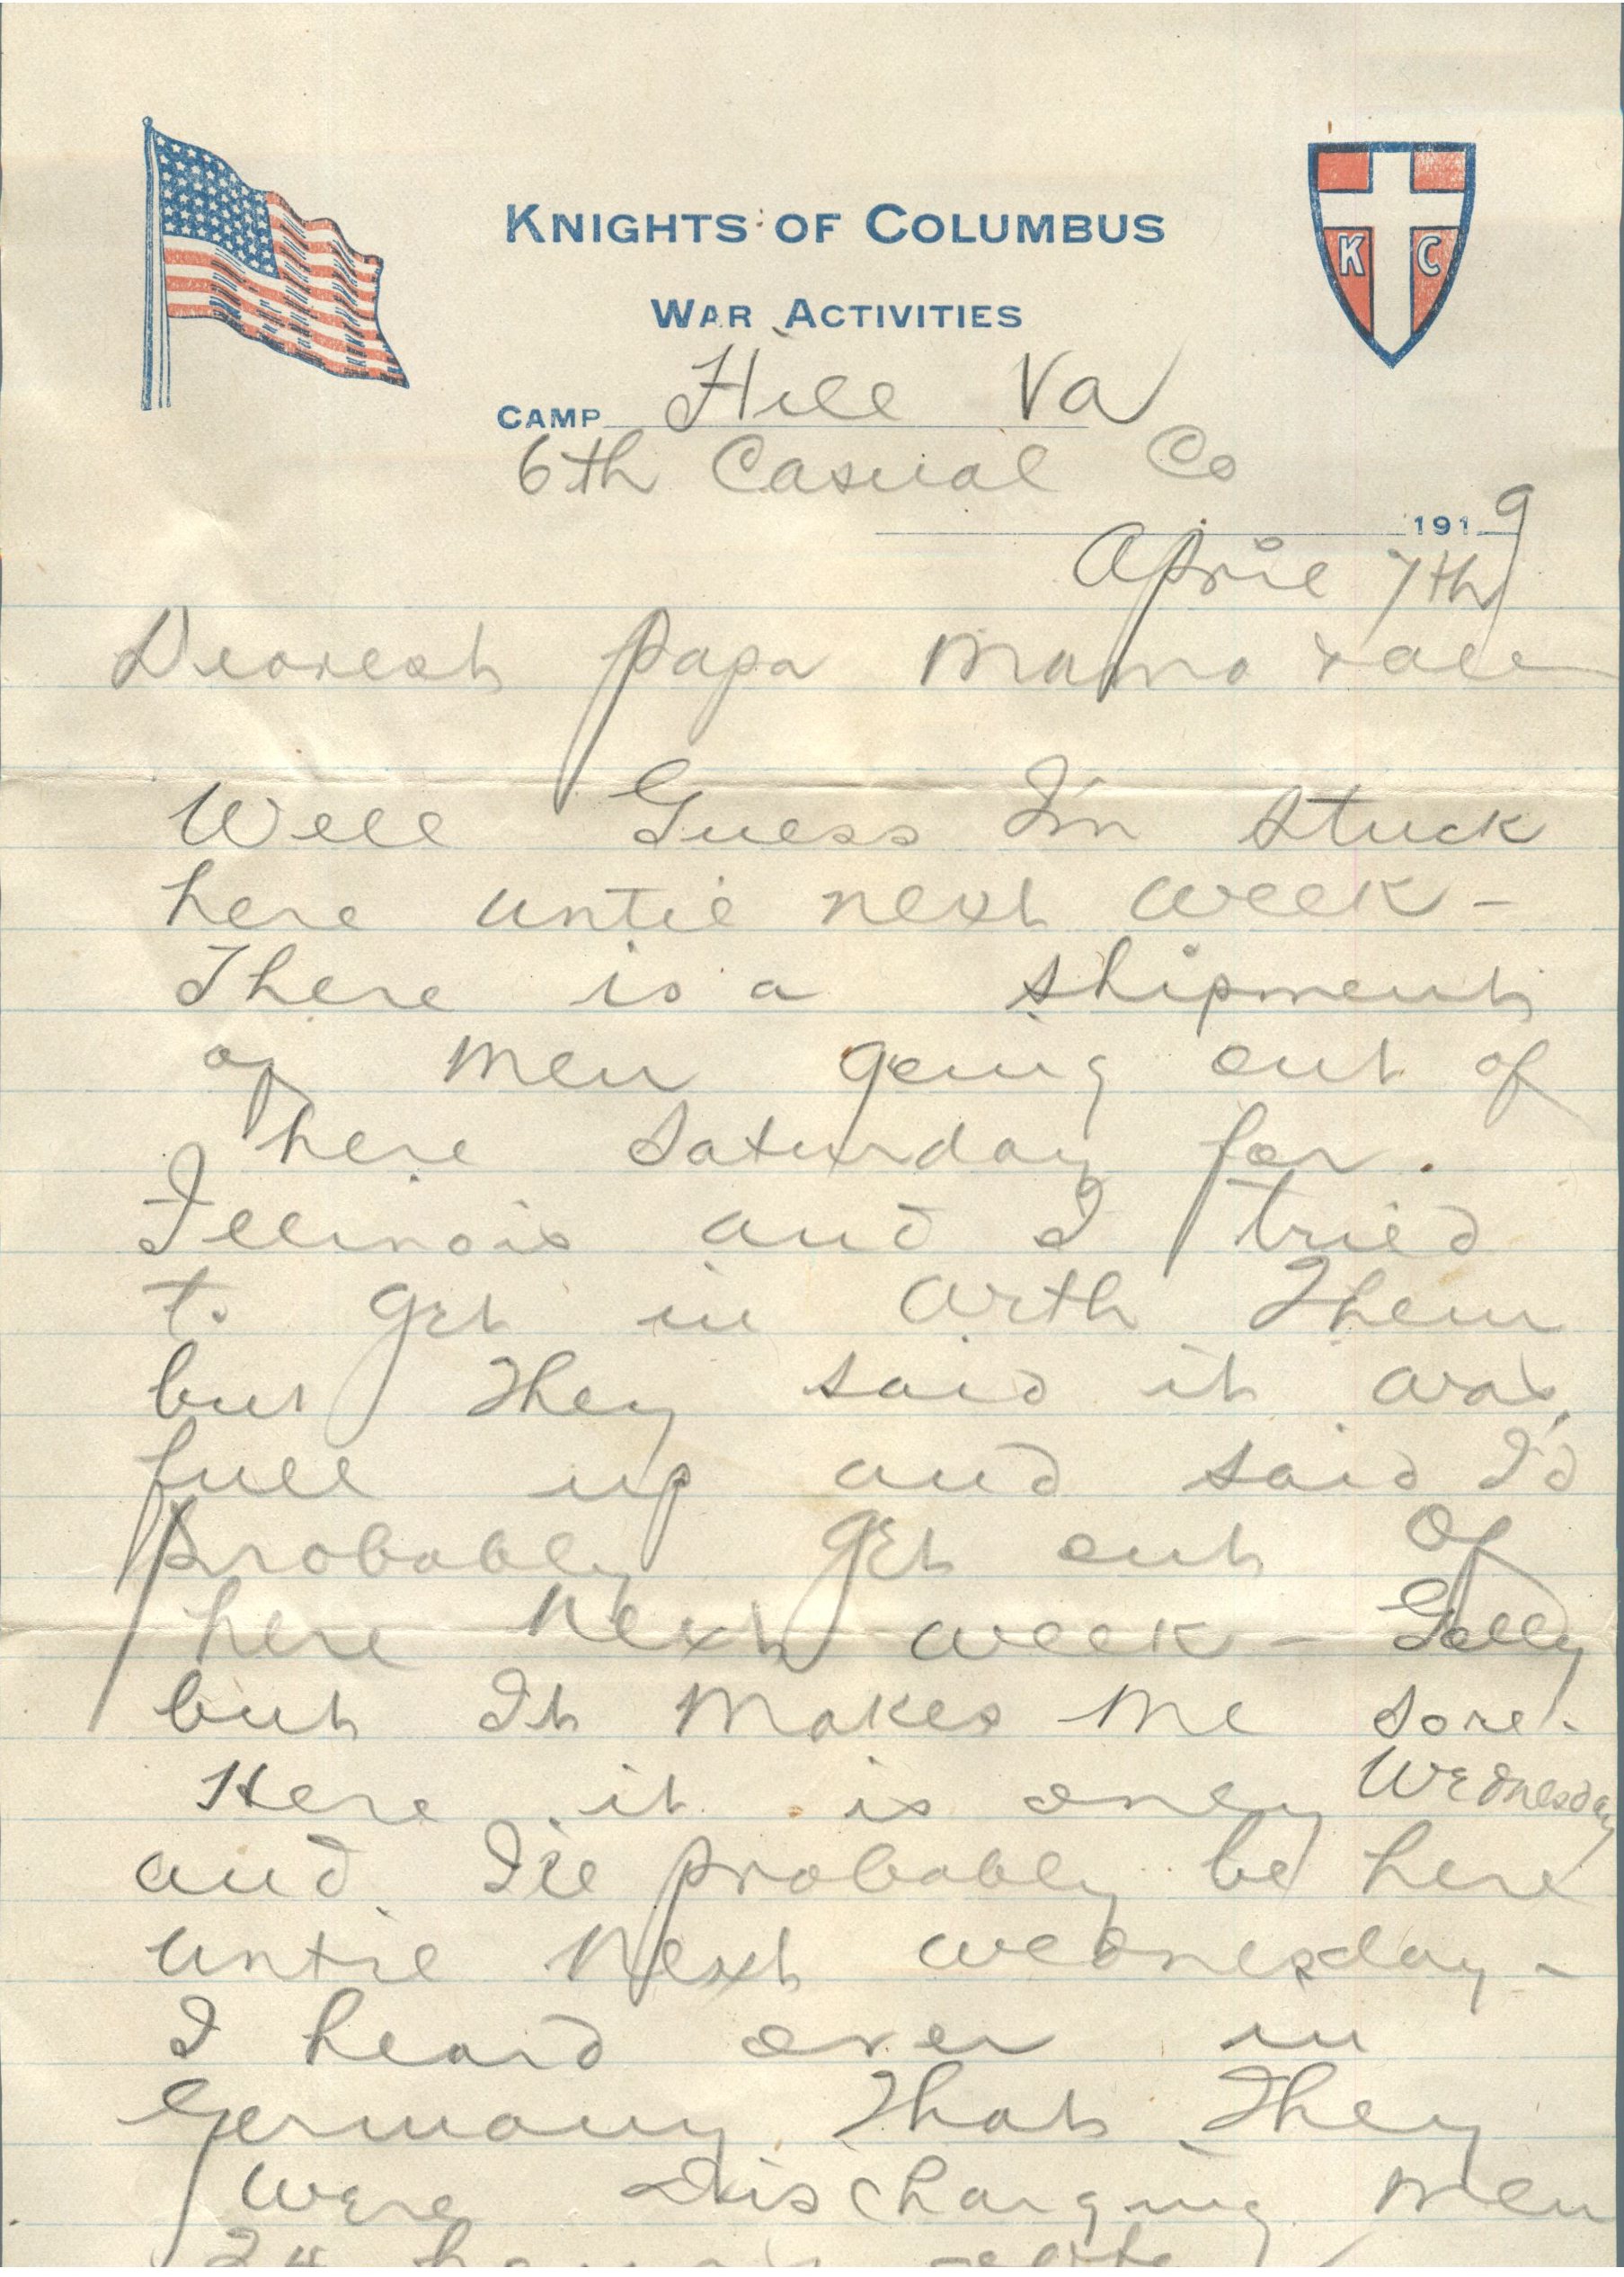 KNIGHTS OF COLUMBUS
K C
WAR ACTIVITIES
CAMP Hill Va
6th Casual Co
1919
April 7th
Dearest Papa Mama + all
Well Guess I'm stuck
here until next week -
There is a shipment
of men going out of
here Saturday for
Illinois and I tried
to get in with them
but they said it was
full up and said I'd
probably get out of
here next week - Golly
but It makes me sore -
Here it is only Wednesday
and I'll probably be here
until next wednesday -
I heard over in
Germany that they
were discharging men
24 hours